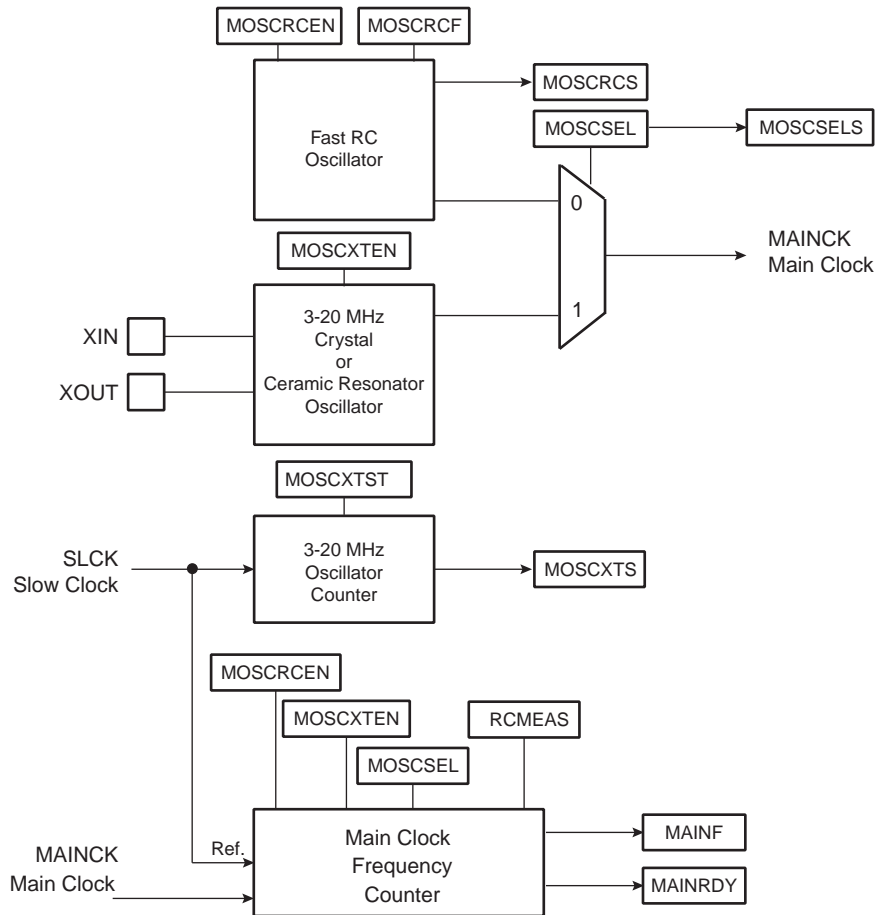 MOSCRCEN
MOSCRCF
MOSCRCS
Fast RC
Oscillator
MOSCSEL
MOSCSELS
0
1
MAINCK
Main Clock
MOSCXTEN
XIN
XOUT
3-20 MHz
Crystal
or
Ceramic Resonator
Oscillator
MOSCXTST
SLCK
Slow Clock
3-20 MHz
Oscillator
Counter
MOSCXTS
MOSCRCEN
MOSCXTEN
RCMEAS
MOSCSEL
Ref.
MAINCK
Main Clock
Main Clock
Frequency
Counter
MAINF
MAINRDY